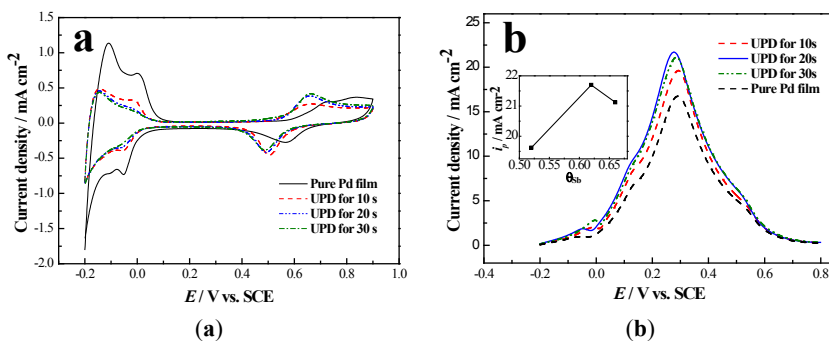 a
Current density / mA cm-2
1.5
1.0
0.5
0.0
-0.5
-1.0
-1.5
-2.0
Pure Pd film
UPD for 10 s
UPD for 20 s
UPD for 30 s
-0.2 0.0 0.2 0.4 0.6 0.8 1.0
E / V vs. SCE
(a)
b
Current density / mA cm-2
25
20
15
10
5
0
UPD for 10s
UPD for 20s
UPD for 30s
Pure Pd film
ip / mA cm-2
22
21
20
0.50 0.55 0.60 0.65
θSb
-0.4 -0.2 0.0 0.2 0.4 0.6 0.8
E / V vs. SCE
(b)